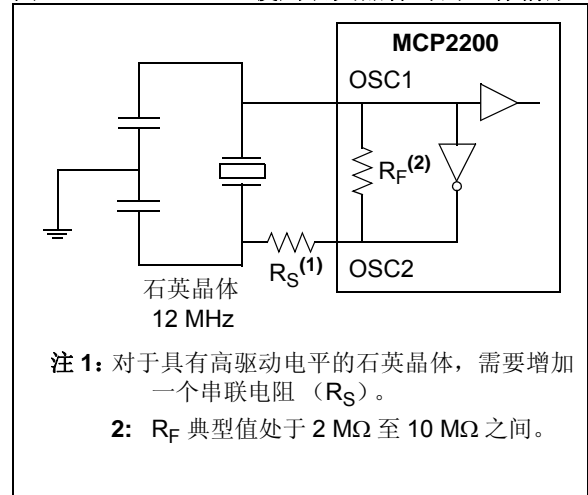 MCP2200
OSC1
RF(2)
RS(1)
OSC2
石英晶体
12 MHz
注 1: 对于具有高驱动电平的石英晶体，需要增加
一个串联电阻 （RS）。
2: RF 典型值处于 2 MΩ 至 10 MΩ 之间。